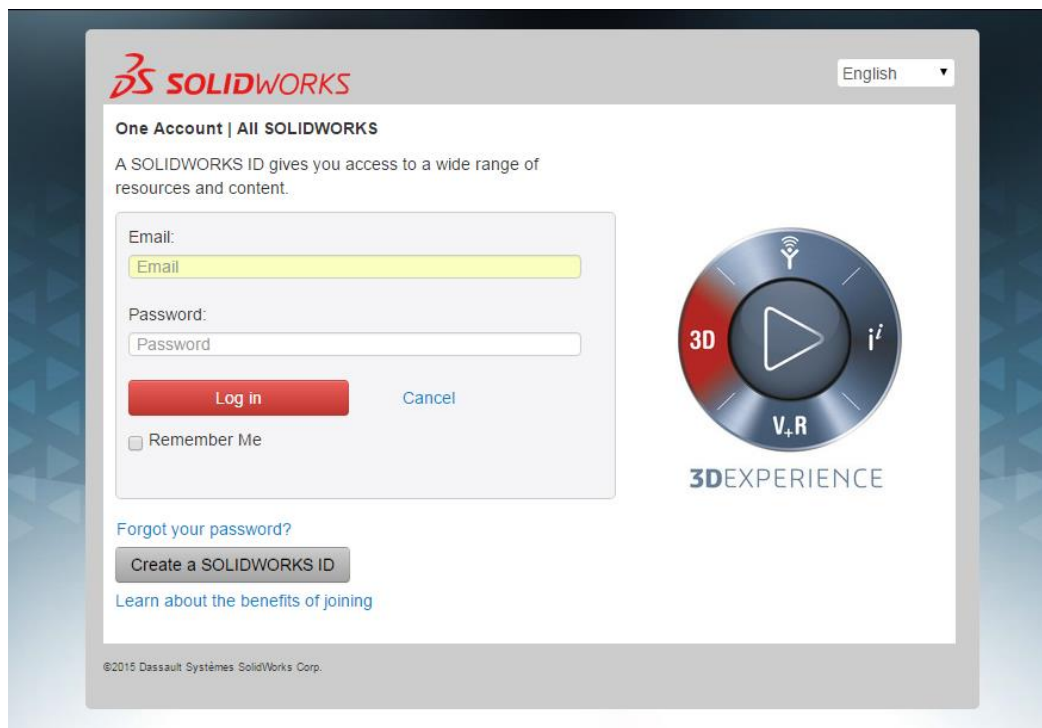 3S SOLIDWORKS
English
One Account | All SOLIDWORKS
A SOLIDWORKS ID gives you access to a wide range of
resources and content.
Email:
Email
Password:
Password
Log in
Cancel
Remember Me
3D
i i
V+R
3DEXPERIENCE
Forgot your password?
Create a SOLIDWORKS ID
Learn about the benefits of joining
©2015 Dassault Systèmes SolidWorks Corp.